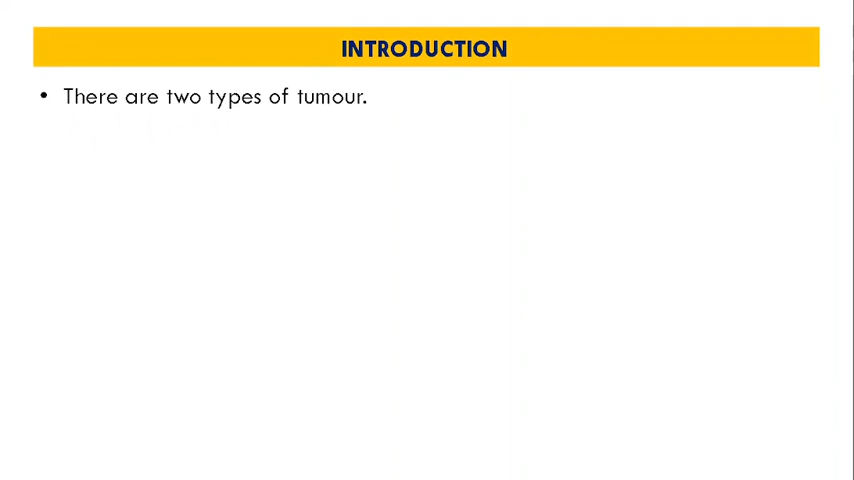 INTRODUCTION
• There are two types of tumour.